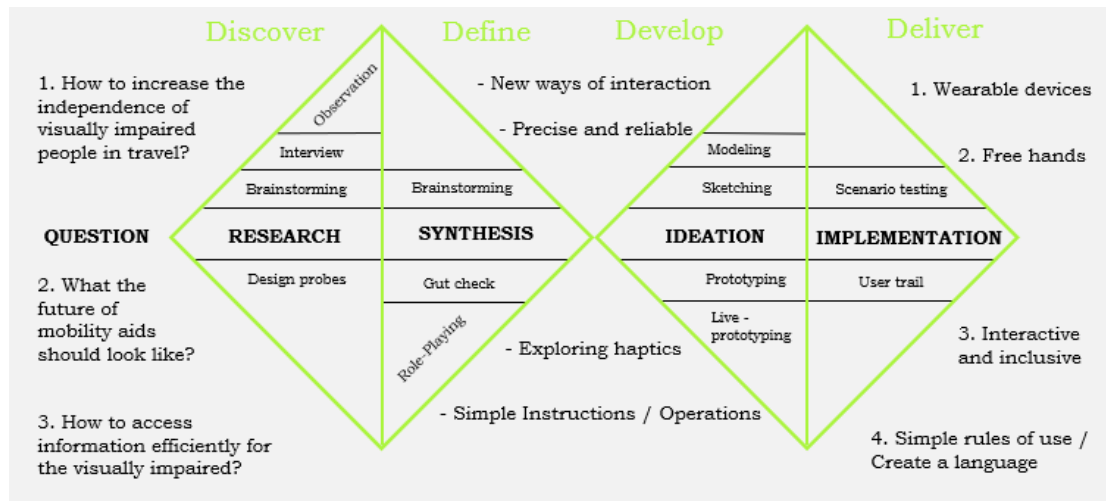 Discover
Define
Develop
Deliver
1. How to increase the
independence of
visually impaired
people in travel?
Observation
- New ways of interaction
1. Wearable devices
- Precise and reliable
Interview
Modeling
2. Free hands
Brainstorming
Brainstorming
Sketching
Scenario testing
QUESTION
RESEARCH
SYNTHESIS
IDEATION
IMPLEMENTATION
Design probes
Gut check
Prototyping
User trail
2. What the
future of
mobility aids
should look like?
Role-Playing
Live -
prototyping
- Exploring haptics
3. Interactive
and inclusive
- Simple Instructions / Operations
3. How to access
information efficiently for
the visually impaired?
4. Simple rules of use /
Create a language